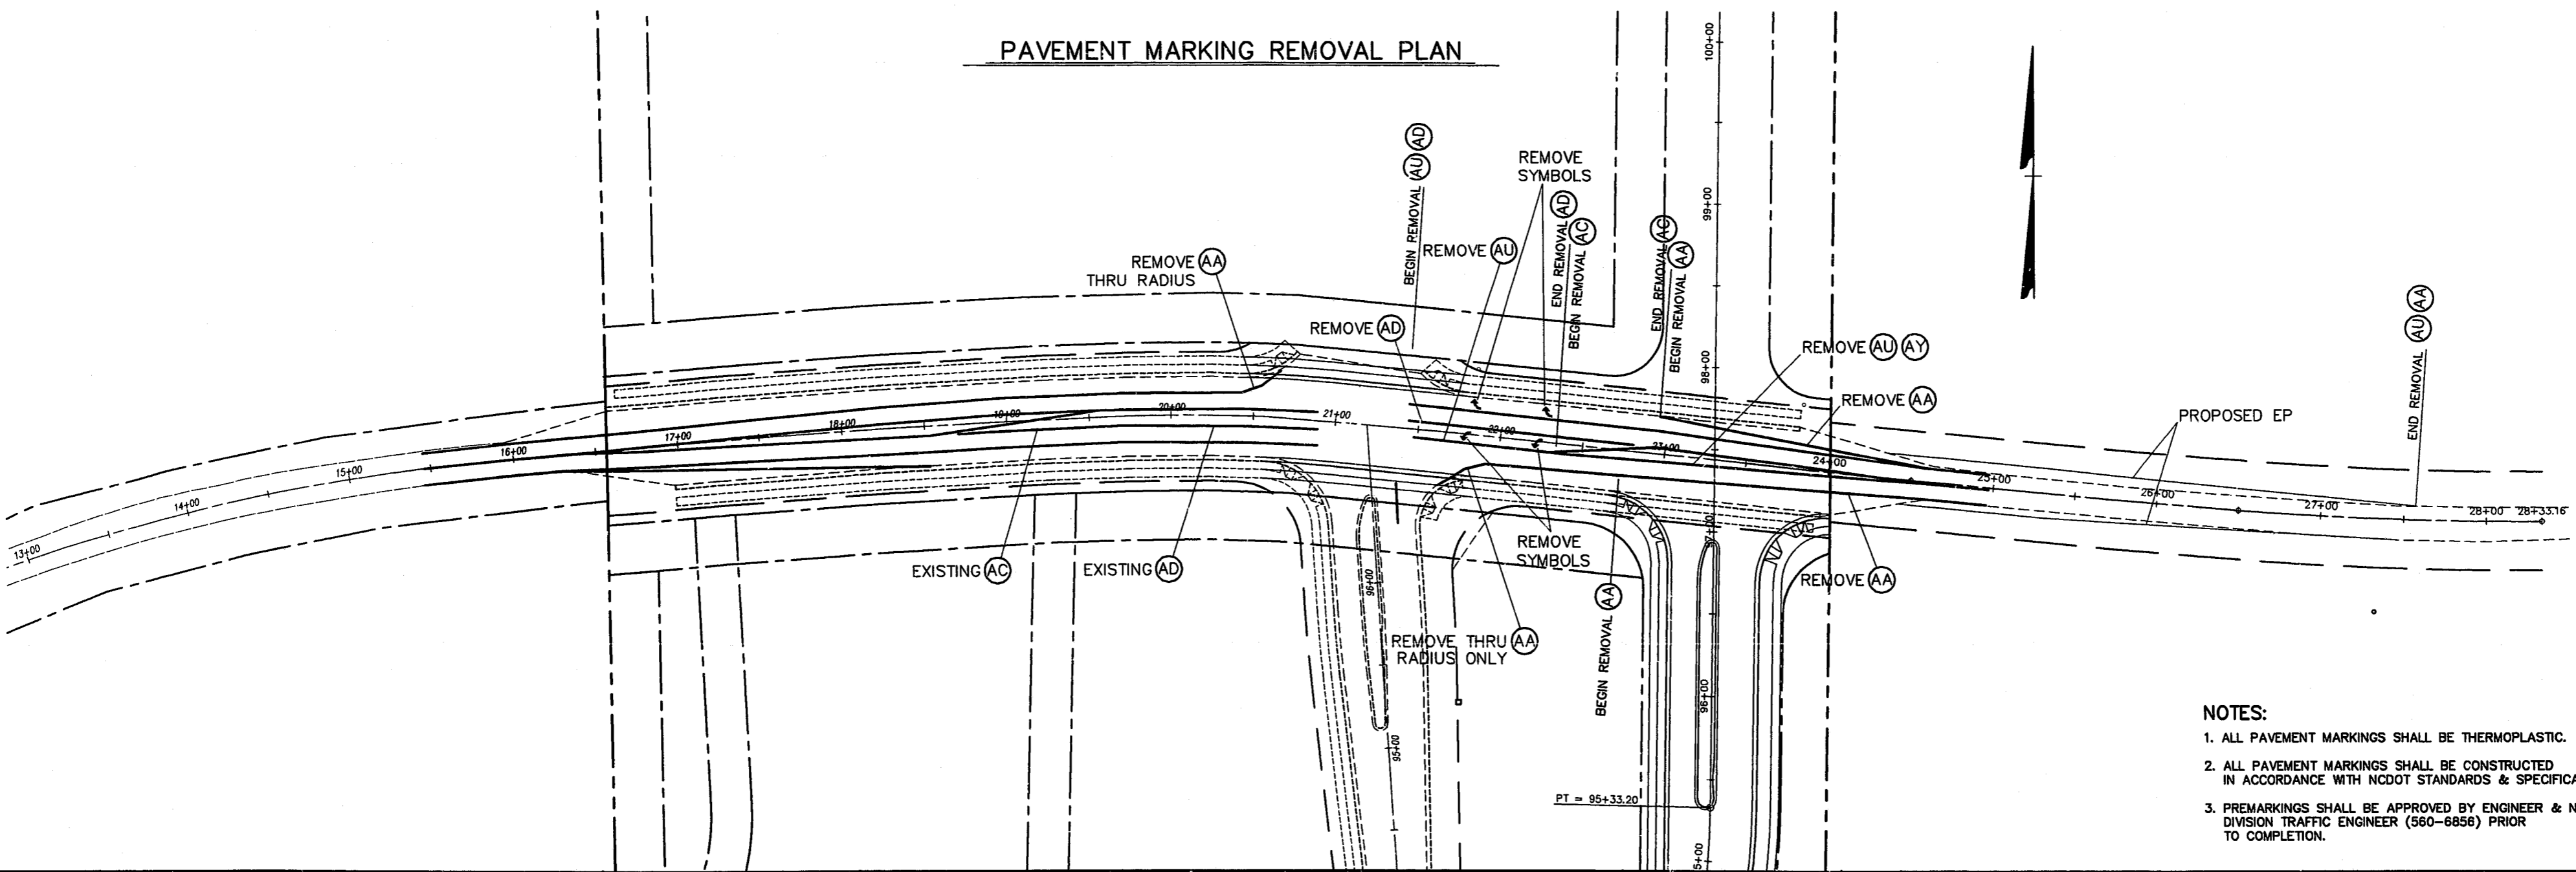 PAVEMENT MARKING REMOVAL PLAN
100+00
99+00
98+00
97+00
96+00
5+00
BEGIN REMOVAL AU AD
REMOVE
SYMBOLS
REMOVE AU
END REMOVAL AD
BEGIN REMOVAL AC
END REMOVAL AC
BEGIN REMOVAL AA
REMOVE AA
THRU RADIUS
REMOVE AD
REMOVE AU AY
REMOVE AA
PROPOSED EP
END REMOVAL AU AA
13+00
14+00
15+00
16+00
17+00
18+00
19+00
20+00
21+00
22+00
23+00
24+00
25+00
26+00
27+00
28+00
28+33.16
EXISTING AC
EXISTING AD
96+00
95+00
REMOVE
SYMBOLS
REMOVE THRU AA
RADIUS ONLY
BEGIN REMOVAL AA
REMOVE AA
PT = 95+33.20
NOTES:
1. ALL PAVEMENT MARKINGS SHALL BE THERMOPLASTIC.
2. ALL PAVEMENT MARKINGS SHALL BE CONSTRUCTED
IN ACCORDANCE WITH NCDOT STANDARDS & SPECIFICA
3. PREMARKINGS SHALL BE APPROVED BY ENGINEER & N
DIVISION TRAFFIC ENGINEER (560-6856) PRIOR
TO COMPLETION.